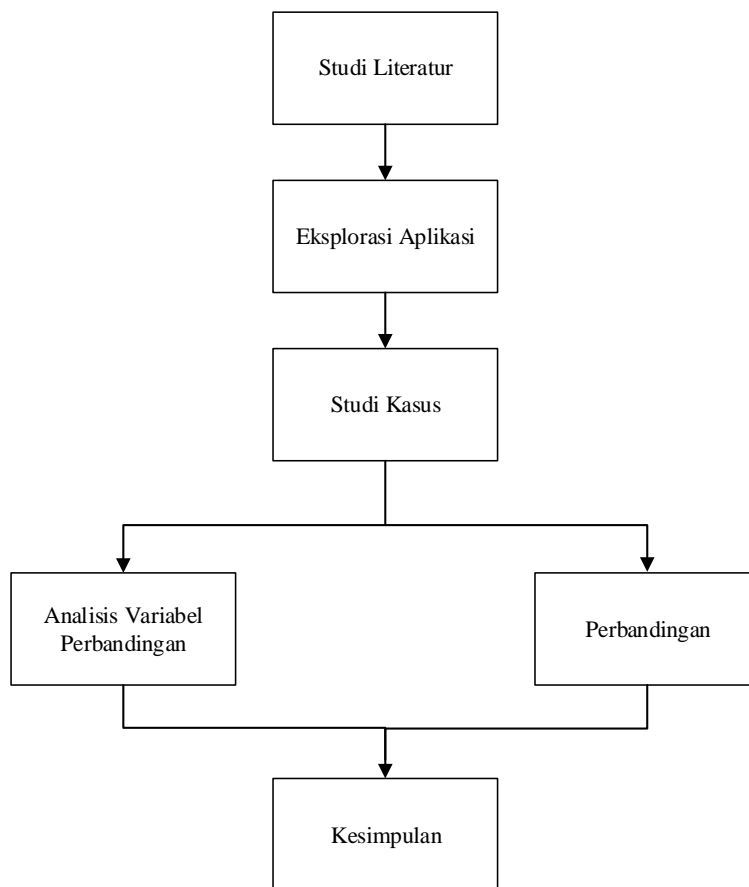 Studi Literatur
Eksplorasi Aplikasi
Studi Kasus
Analisis Variabel
Perbandingan
Perbandingan
Kesimpulan